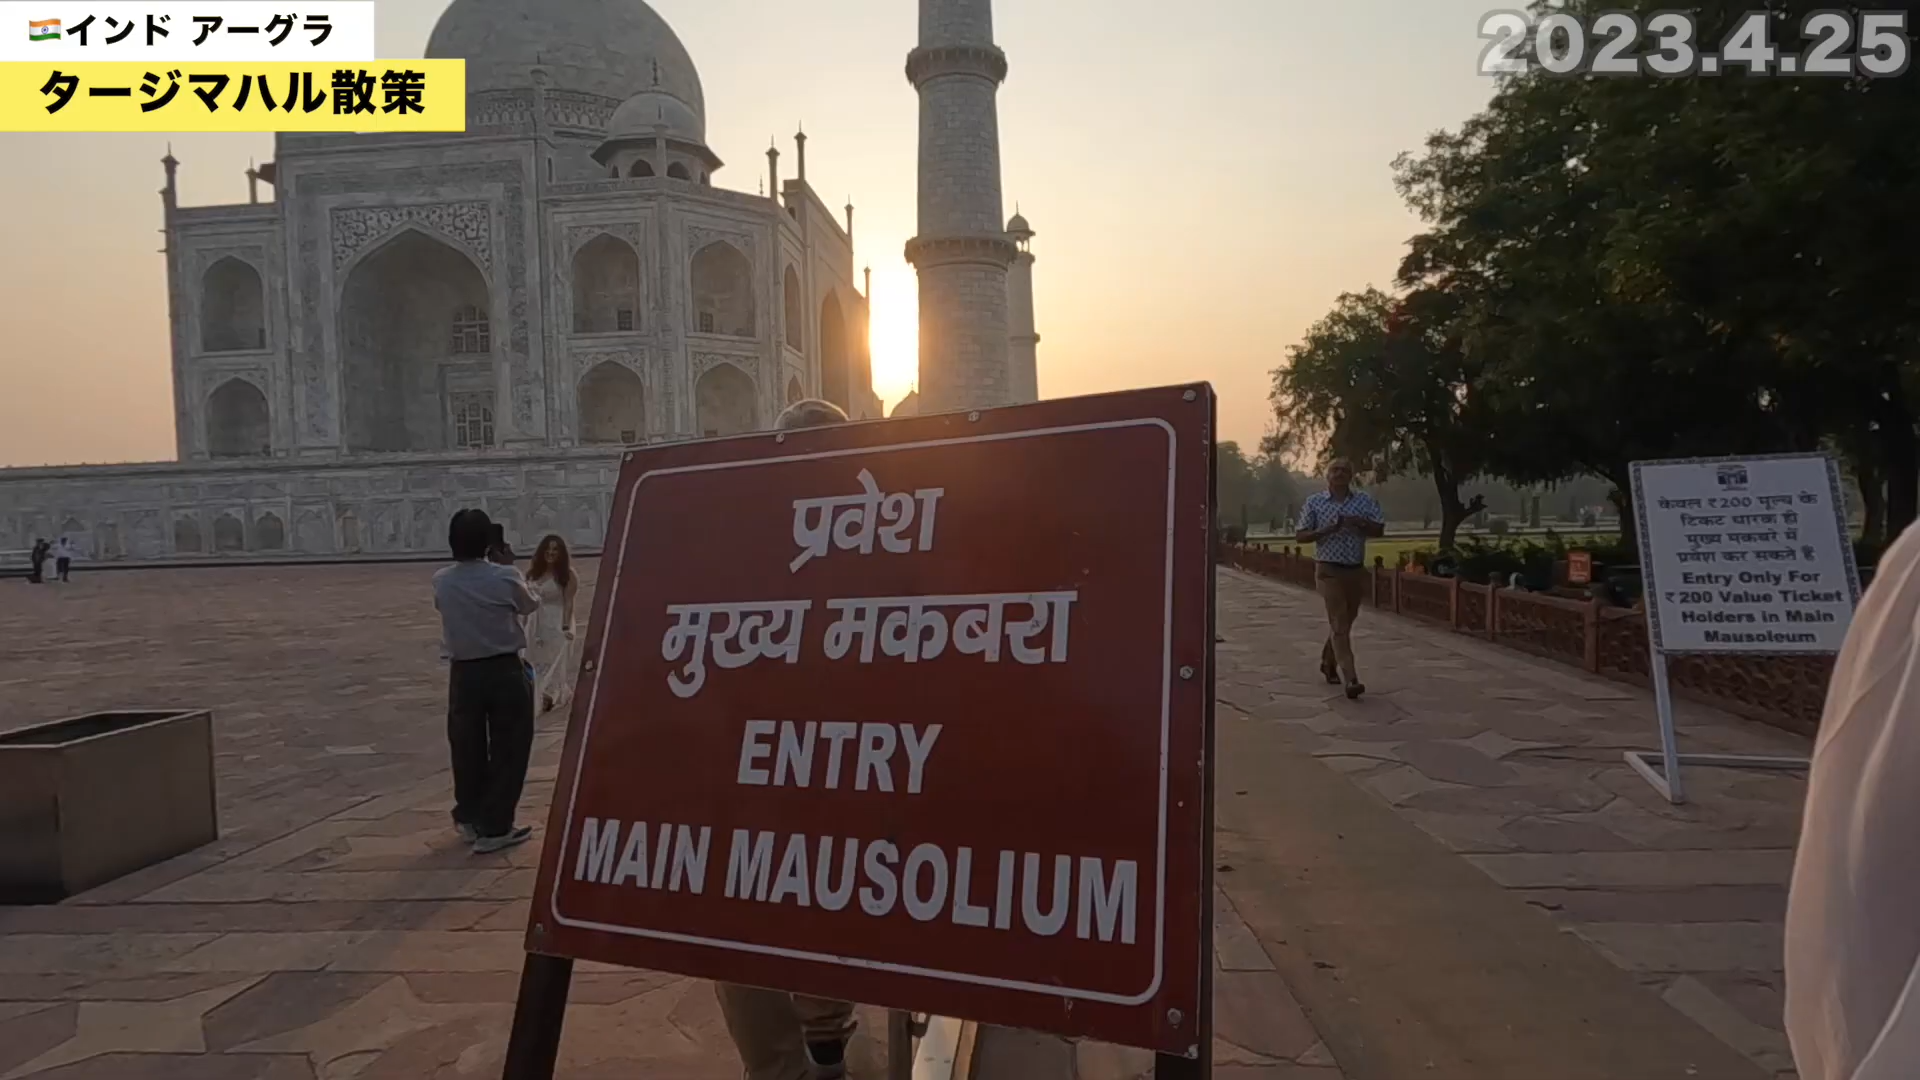 🇮🇳インド アーグラ
タージマハル散策
2023.4.25
प्रवेश
मुख्य मकबरा
ENTRY
MAIN MAUSOLIUM
केवल ₹200 मूल्य के
टिकट धारक ही
मुख्य मकबरे में
प्रवेश कर सकते हैं
Entry Only For
₹200 Value Ticket
Holders in Main
Mausoleum